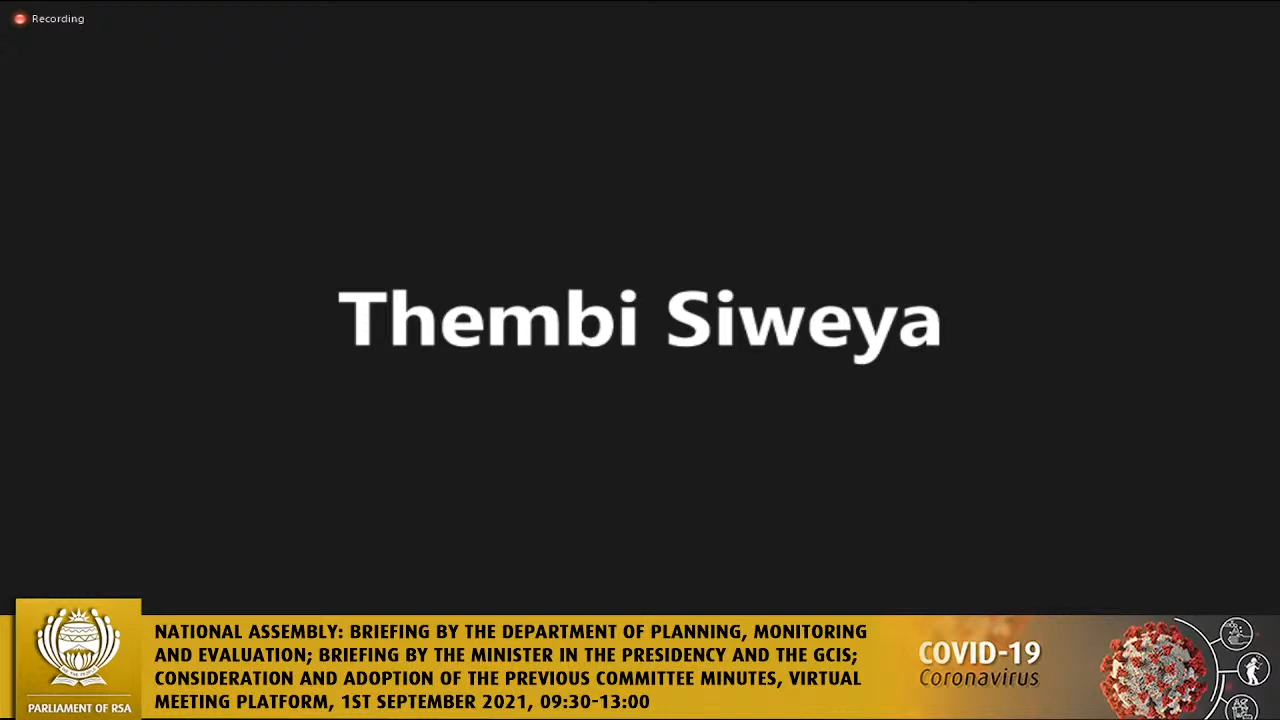 Recording
Thembi Siweya
NATIONAL ASSEMBLY: BRIEFING BY THE DEPARTMENT OF PLANNING, MONITORING
AND EVALUATION; BRIEFING BY THE MINISTER IN THE PRESIDENCY AND THE GCIS;
CONSIDERATION AND ADOPTION OF THE PREVIOUS COMMITTEE MINUTES, VIRTUAL
MEETING PLATFORM, 1ST SEPTEMBER 2021, 09:30-13:00
PARLIAMENT OF RSA
COVID-19
Coronavirus